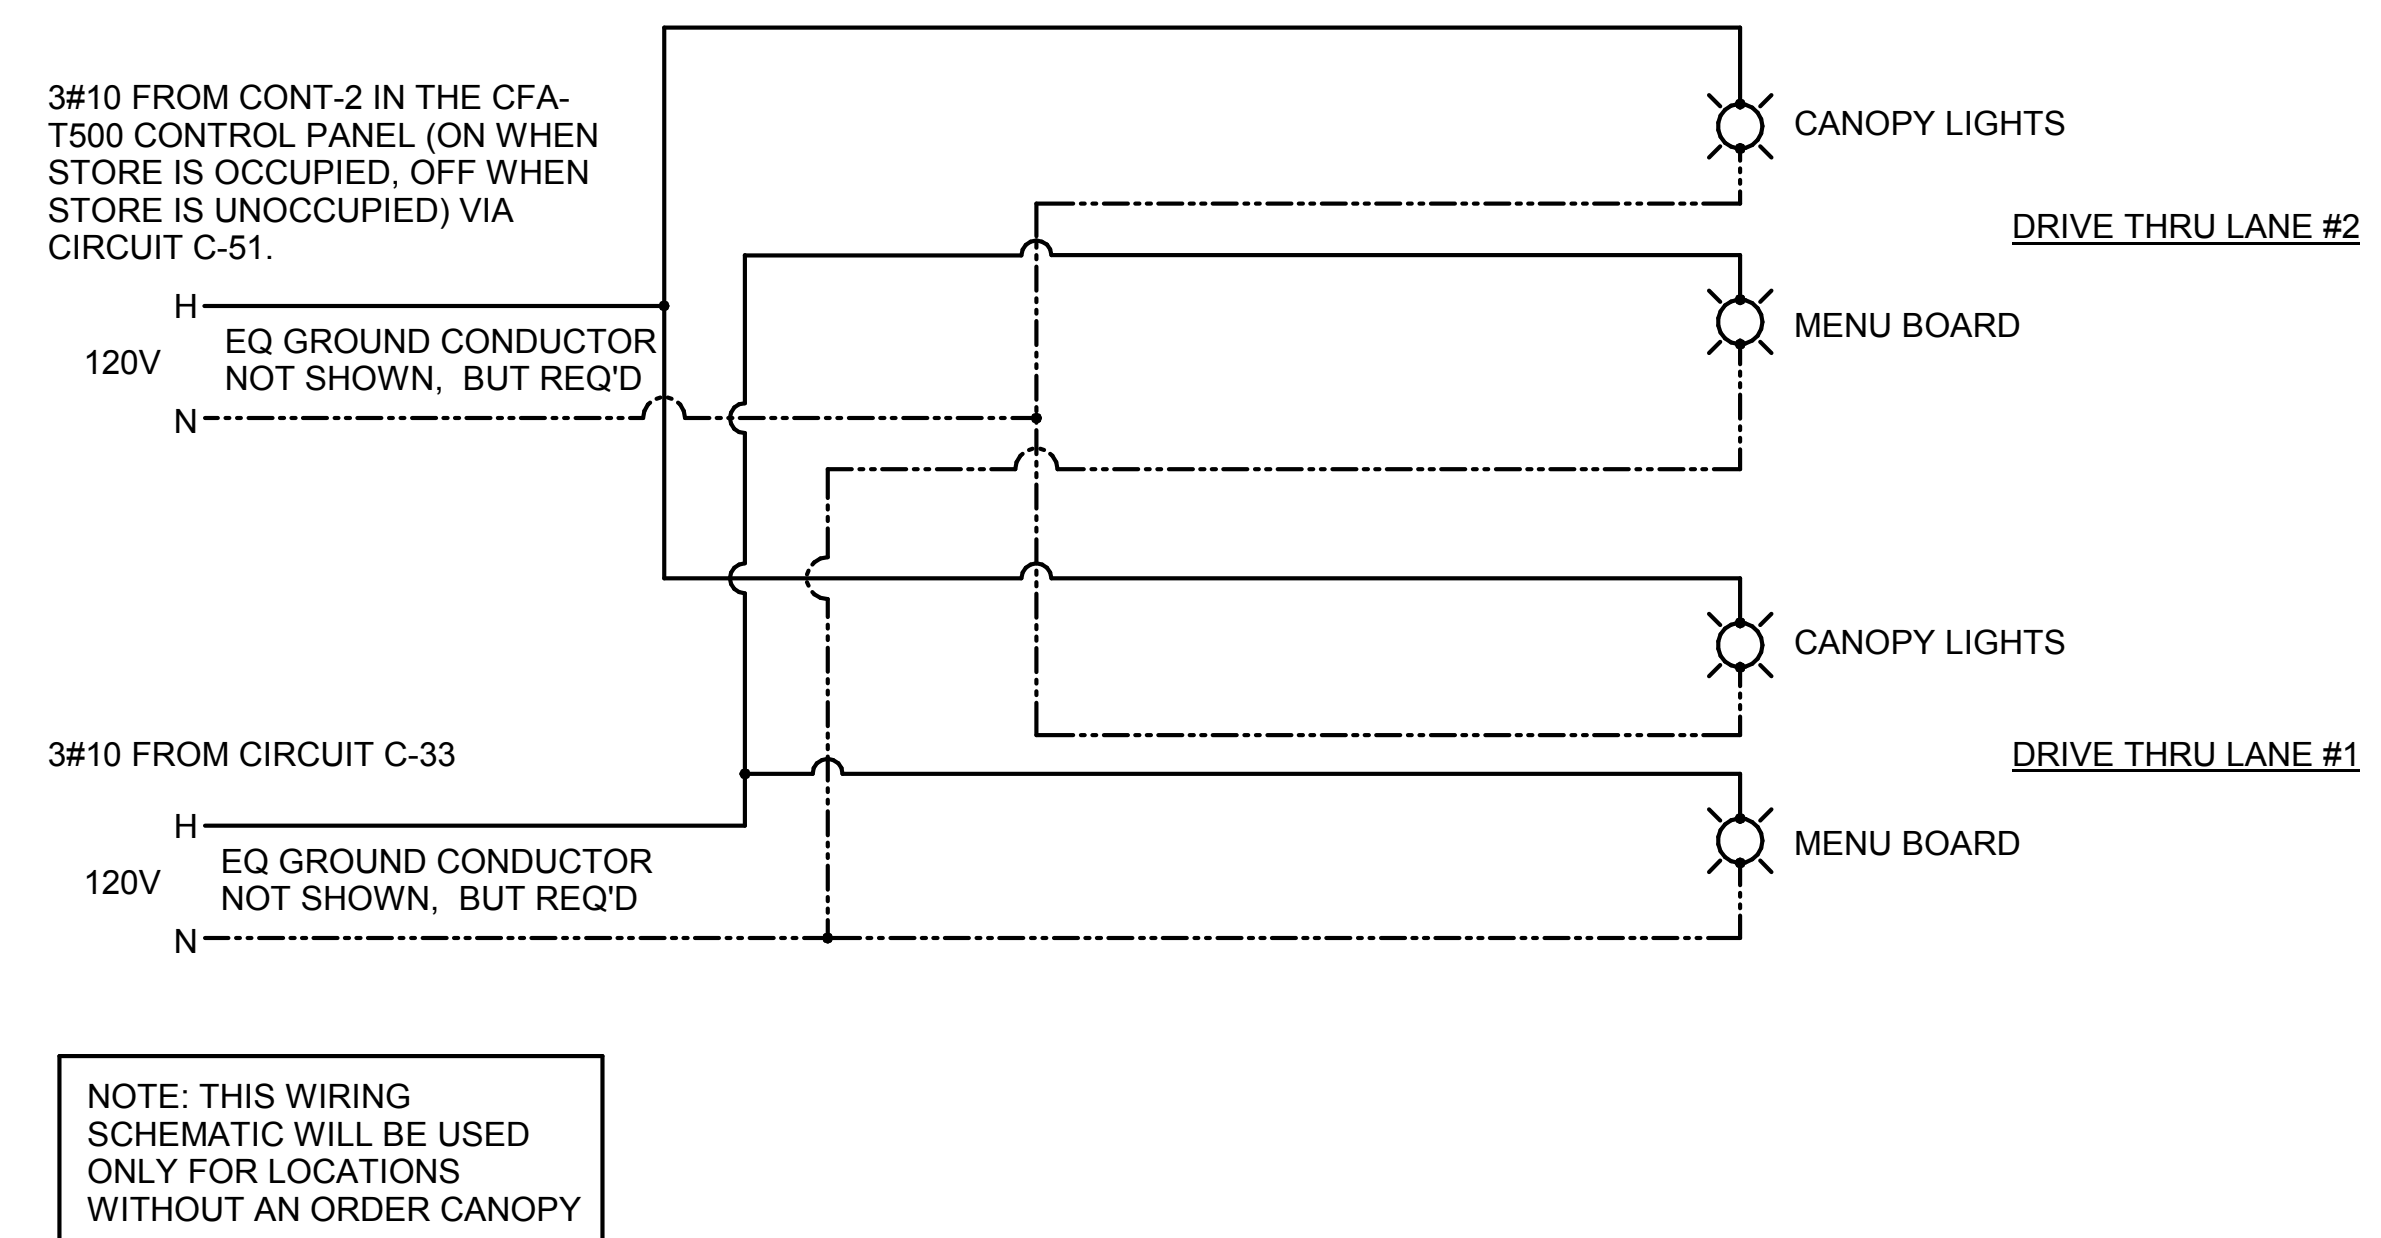 3#10 FROM CONT-2 IN THE CFA-
T500 CONTROL PANEL (ON WHEN
STORE IS OCCUPIED, OFF WHEN
STORE IS UNOCCUPIED) VIA
CIRCUIT C-51.
CANOPY LIGHTS
DRIVE THRU LANE #2
H
EQ GROUND CONDUCTOR
NOT SHOWN,  BUT REQ'D
120V
N
MENU BOARD
CANOPY LIGHTS
3#10 FROM CIRCUIT C-33
DRIVE THRU LANE #1
H
EQ GROUND CONDUCTOR
NOT SHOWN,  BUT REQ'D
120V
N
MENU BOARD
NOTE: THIS WIRING
SCHEMATIC WILL BE USED
ONLY FOR LOCATIONS
WITHOUT AN ORDER CANOPY